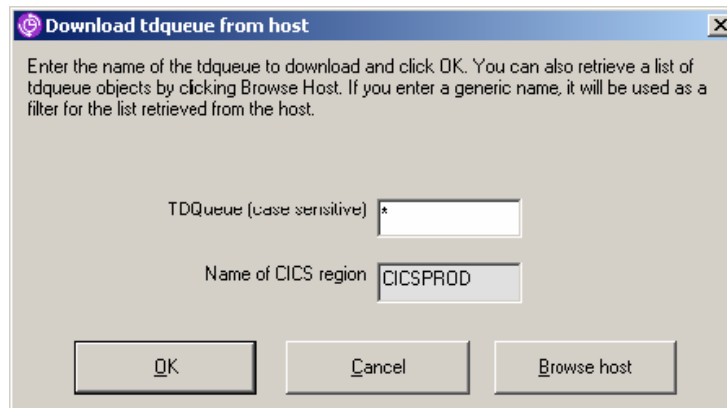 Download tdqueue from host
Enter the name of the tdqueue to download and click OK. You can also retrieve a list of
tdqueue objects by clicking Browse Host. If you enter a generic name, it will be used as a
filter for the list retrieved from the host.
TDQueue (case sensitive) *
Name of CICS region CICSPROD
OK Cancel Browse host